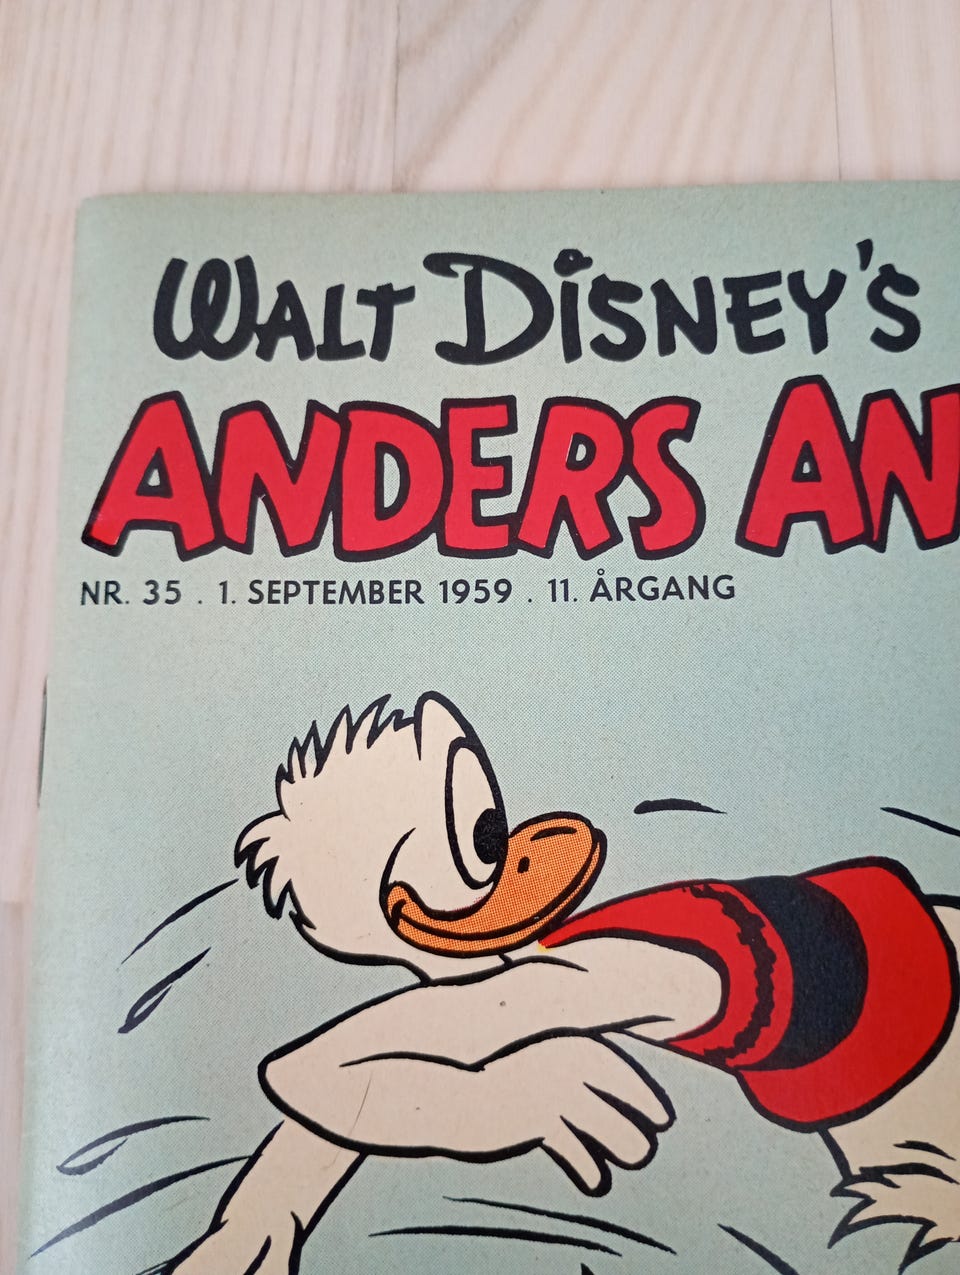 WALT DISNEY'S
ANDERS AN
NR. 35 . 1. SEPTEMBER 1959 . 11. ÅRGANG